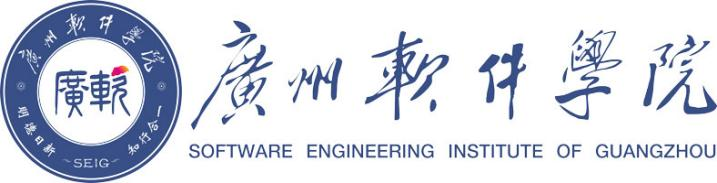 廣州軟件學院
廣軟
明德日新
知行合一
~SEIG~
廣州軟件學院
SOFTWARE ENGINEERING INSTITUTE OF GUANGZHOU